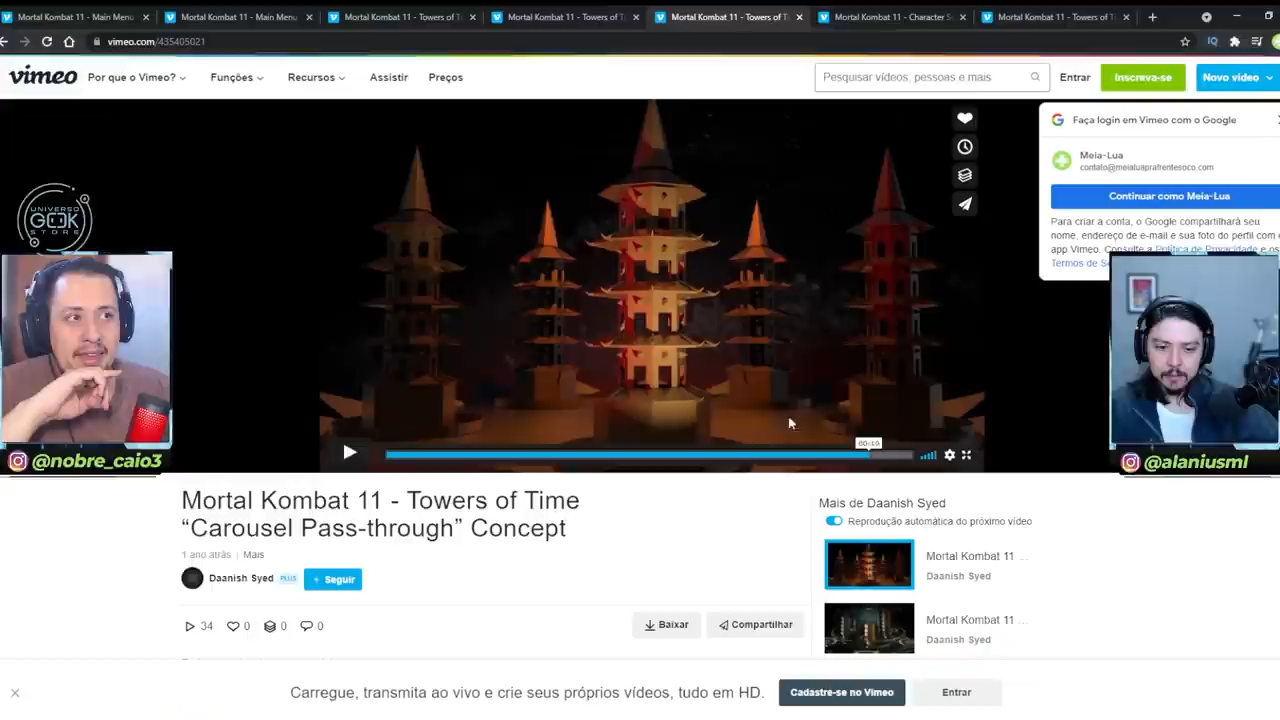 Mortal Kombat 11 - Main Menu
Mortal Kombat 11 - Main Menu
Mortal Kombat 11 - Towers of T
Mortal Kombat 11 - Towers of T
Mortal Kombat 11 - Towers of T
Mortal Kombat 11 - Character S
Mortal Kombat 11 - Towers of T
vimeo.com/435405021
IQ
vimeo
Por que o Vimeo?
Funções
Recursos
Assistir
Preços
Pesquisar vídeos, pessoas e mais
Entrar
Inscreva-se
Novo vídeo
Faça login em Vimeo com o Google
Meia-Lua
contato@meialuaprafrentesoco.com
Continuar como Meia-Lua
Para criar a conta, o Google compartilhará seu
nome, endereço de e-mail e sua foto do perfil com
app Vimeo. Consulte a Política de Privacidade e os
Termos de
UNIVERSO
GEEK
STORE
@nobre_caio3
@alaniusml
Mortal Kombat 11 - Towers of Time
“Carousel Pass-through” Concept
1 ano atrás | Mais
Daanish Syed PLUS
+ Seguir
34
0
0
0
Baixar
Compartilhar
Mais de Daanish Syed
Reprodução automática do próximo vídeo
Mortal Kombat 11 ...
Daanish Syed
Mortal Kombat 11 ...
Daanish Syed
Carregue, transmita ao vivo e crie seus próprios vídeos, tudo em HD.
Cadastre-se no Vimeo
Entrar